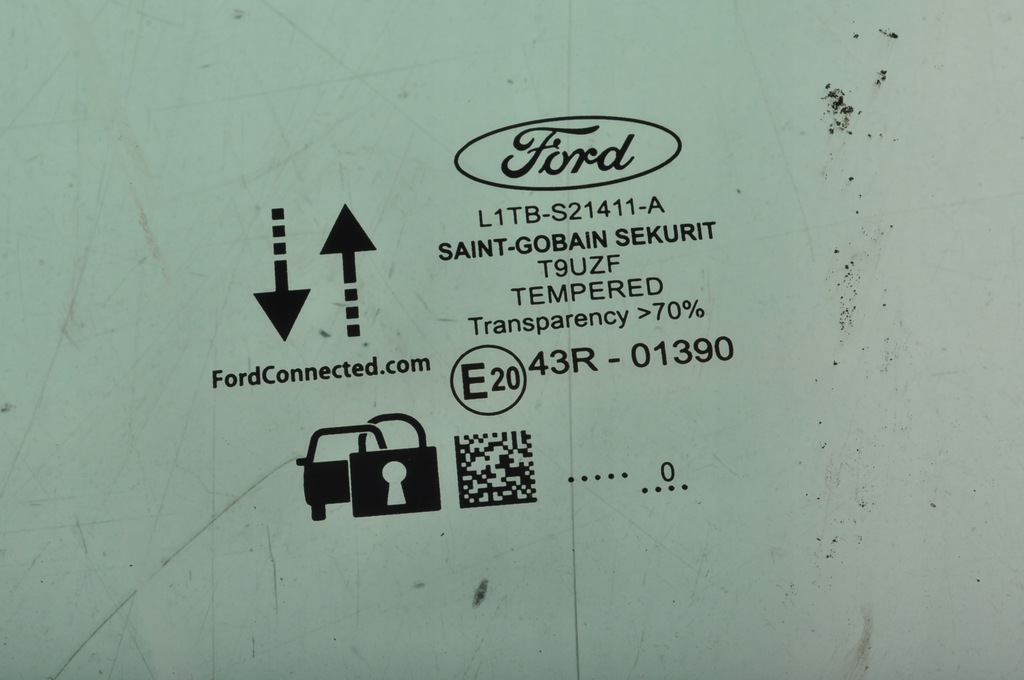 Ford
L1TB-S21411-A
SAINT-GOBAIN SEKURIT
T9UZF
TEMPERED
Transparency >70%
FordConnected.com
E20 43R - 01390
..... 0
....